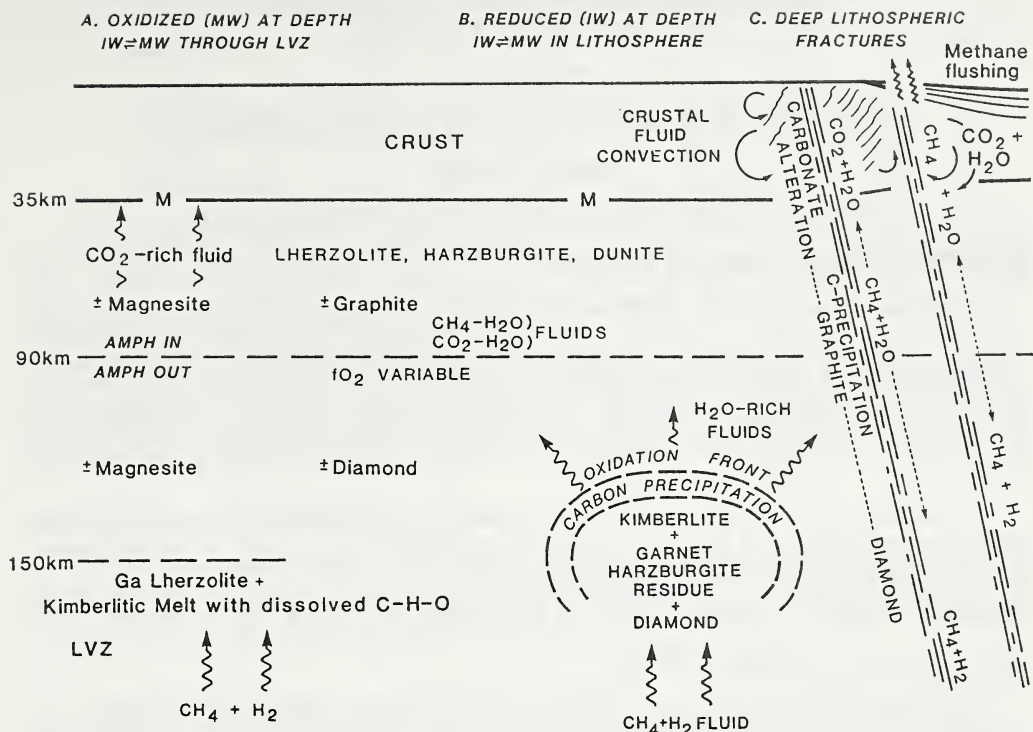 A. OXIDIZED (MW) AT DEPTH
IW⇌MW THROUGH LVZ
B. REDUCED (IW) AT DEPTH
IW⇌MW IN LITHOSPHERE
C. DEEP LITHOSPHERIC
FRACTURES
Methane
flushing
CRUST
CRUSTAL
FLUID
CONVECTION
CARBONATE
ALTERATION
CO2+H2O
CH4
+ H2O
CO2 +
H2O
35km
M
M
CO2-rich fluid
LHERZOLITE, HARZBURGITE, DUNITE
± Magnesite
± Graphite
CH4-H2O)
CO2-H2O)
FLUIDS
AMPH IN
90km
AMPH OUT
fO2 VARIABLE
GRAPHITE
C-PRECIPITATION
CH4+H2O
H2O-RICH
FLUIDS
± Magnesite
± Diamond
OXIDATION FRONT
CARBON PRECIPITATION
KIMBERLITE
+
GARNET
HARZBURGITE
RESIDUE
+
DIAMOND
CH4 + H2
DIAMOND
CH4+H2
150km
Ga Lherzolite +
Kimberlitic Melt with dissolved C-H-O
LVZ
CH4 + H2
CH4+H2 FLUID